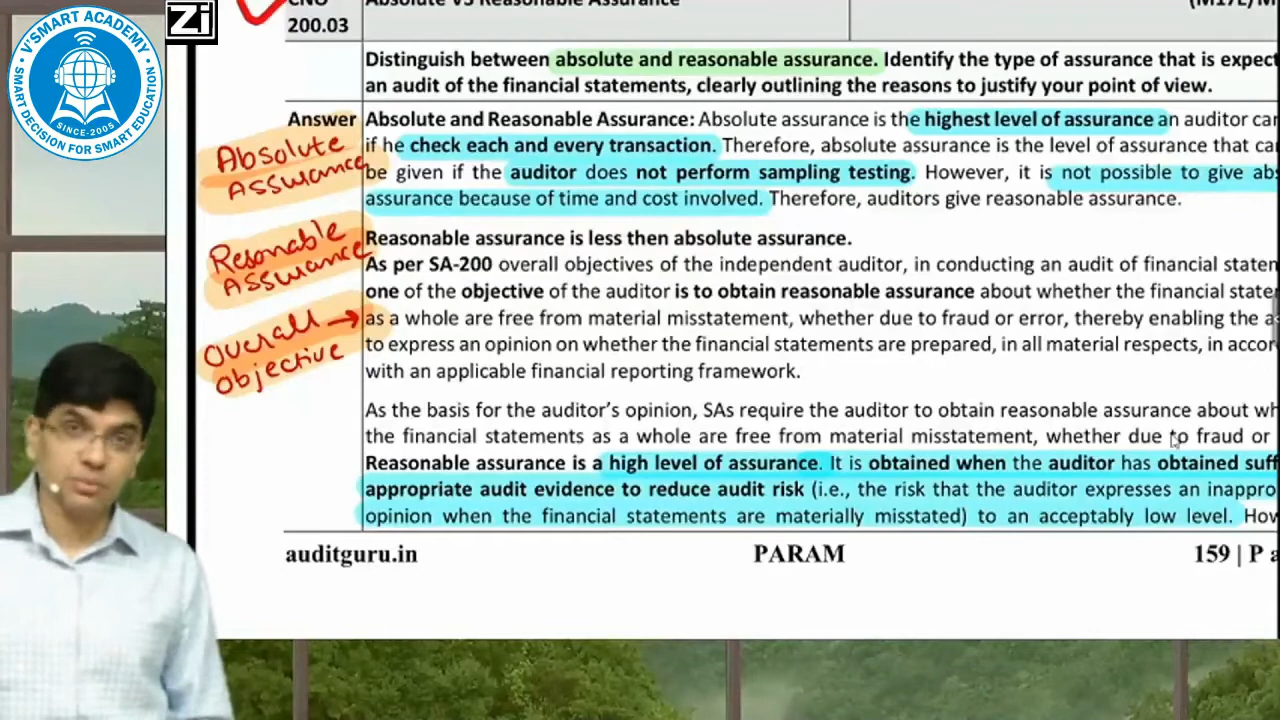 V'SMART ACADEMY
SINCE-2005
SMART DECISION FOR SMART EDUCATION
Zi
CNO
200.03
Absolute VS Reasonable Assurance
Distinguish between absolute and reasonable assurance. Identify the type of assurance that is expect
an audit of the financial statements, clearly outlining the reasons to justify your point of view.
Answer
Absolute and Reasonable Assurance: Absolute assurance is the highest level of assurance an auditor can
if he check each and every transaction. Therefore, absolute assurance is the level of assurance that can
be given if the auditor does not perform sampling testing. However, it is not possible to give abs
assurance because of time and cost involved. Therefore, auditors give reasonable assurance.
Absolute
Assurance
Reasonable assurance is less then absolute assurance.
As per SA-200 overall objectives of the independent auditor, in conducting an audit of financial statem
one of the objective of the auditor is to obtain reasonable assurance about whether the financial state
as a whole are free from material misstatement, whether due to fraud or error, thereby enabling the a
to express an opinion on whether the financial statements are prepared, in all material respects, in accor
with an applicable financial reporting framework.
Resonable
Assurance
Overall →
Objective
As the basis for the auditor's opinion, SAs require the auditor to obtain reasonable assurance about wh
the financial statements as a whole are free from material misstatement, whether due to fraud or
Reasonable assurance is a high level of assurance. It is obtained when the auditor has obtained suff
appropriate audit evidence to reduce audit risk (i.e., the risk that the auditor expresses an inappro
opinion when the financial statements are materially misstated) to an acceptably low level. How
auditguru.in
PARAM
159 | P a